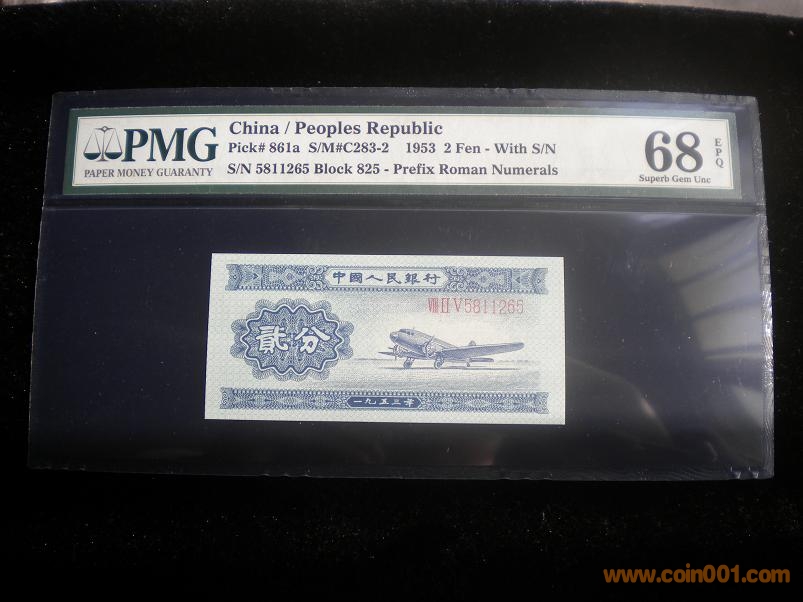 PMG
PAPER MONEY GUARANTY
China / Peoples Republic
Pick# 861a S/M#C283-2 1953 2 Fen - With S/N
S/N 5811265 Block 825 - Prefix Roman Numerals
68 EPQ
Superb Gem Unc
中國人民銀行
VIII II V 5811265
貳分
一九五三年
www.coin001.com